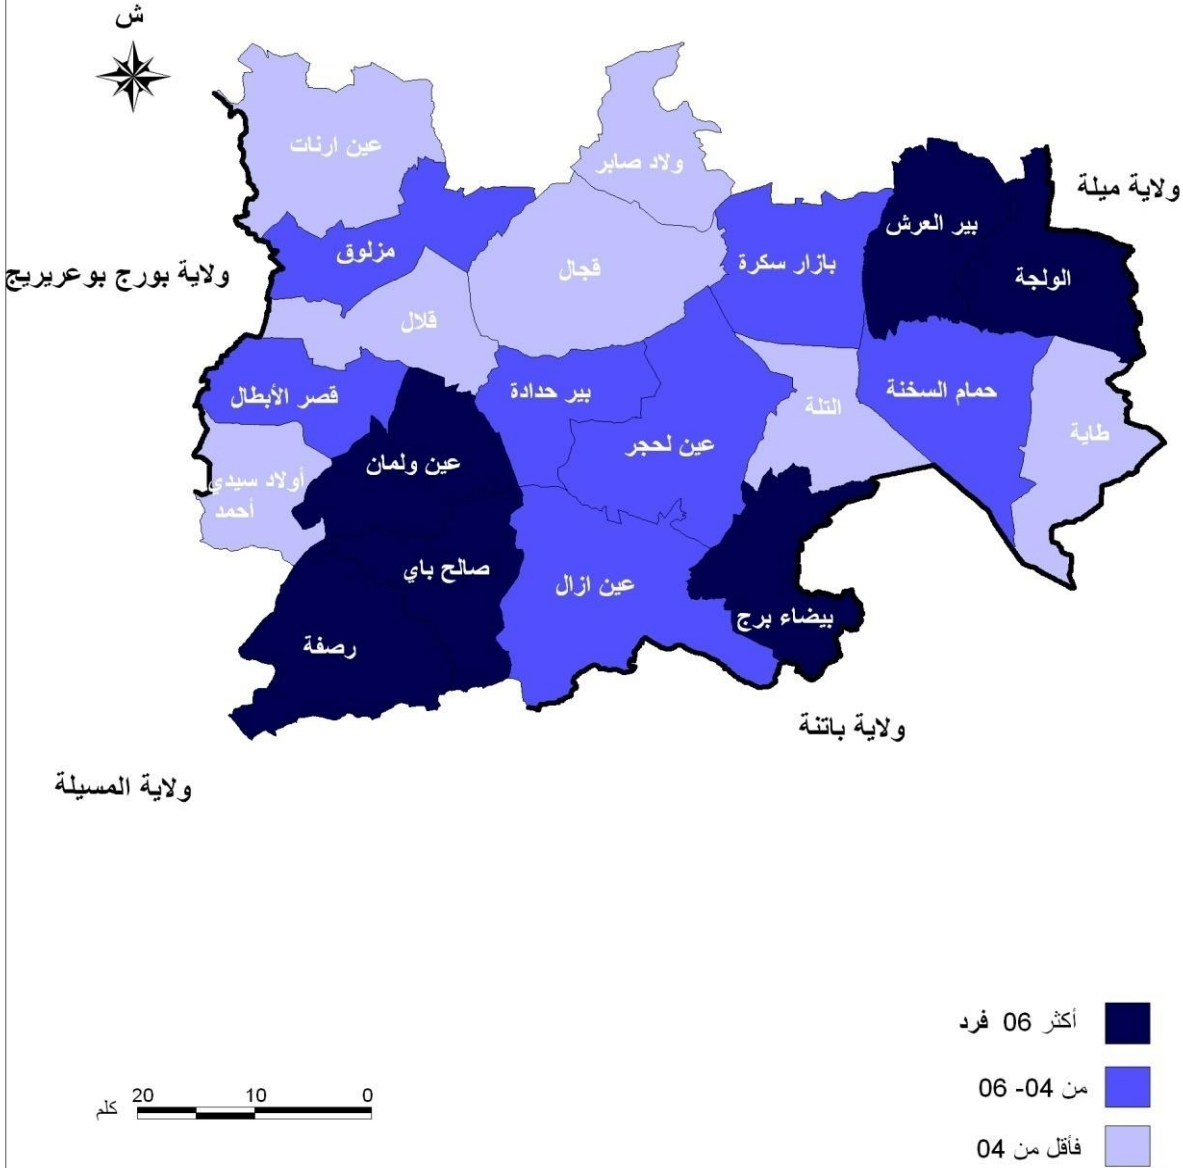 ش
عين ارنات
ولاد صابر
ولاية ميلة
بير العرش
مزلوق
قجال
بازار سكرة
الولجة
ولاية بورج بوعريريج
قلال
قصر الأبطال
بير حدادة
حمام السخنة
التلة
طاية
عين لحجر
عين ولمان
أولاد سيدي
أحمد
صالح باي
عين ازال
بيضاء برج
رصفة
ولاية باتنة
ولاية المسيلة
أكثر 06 فرد
من 04- 06
فأقل من 04
20 10 0
كلم